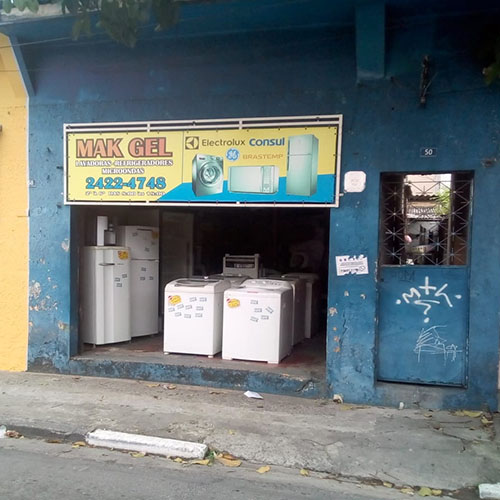 MAK GEL
LAVADORAS - REFRIGERADORES
MICROONDAS
2422-4748
Electrolux Consul
GE BRASTEMP
50